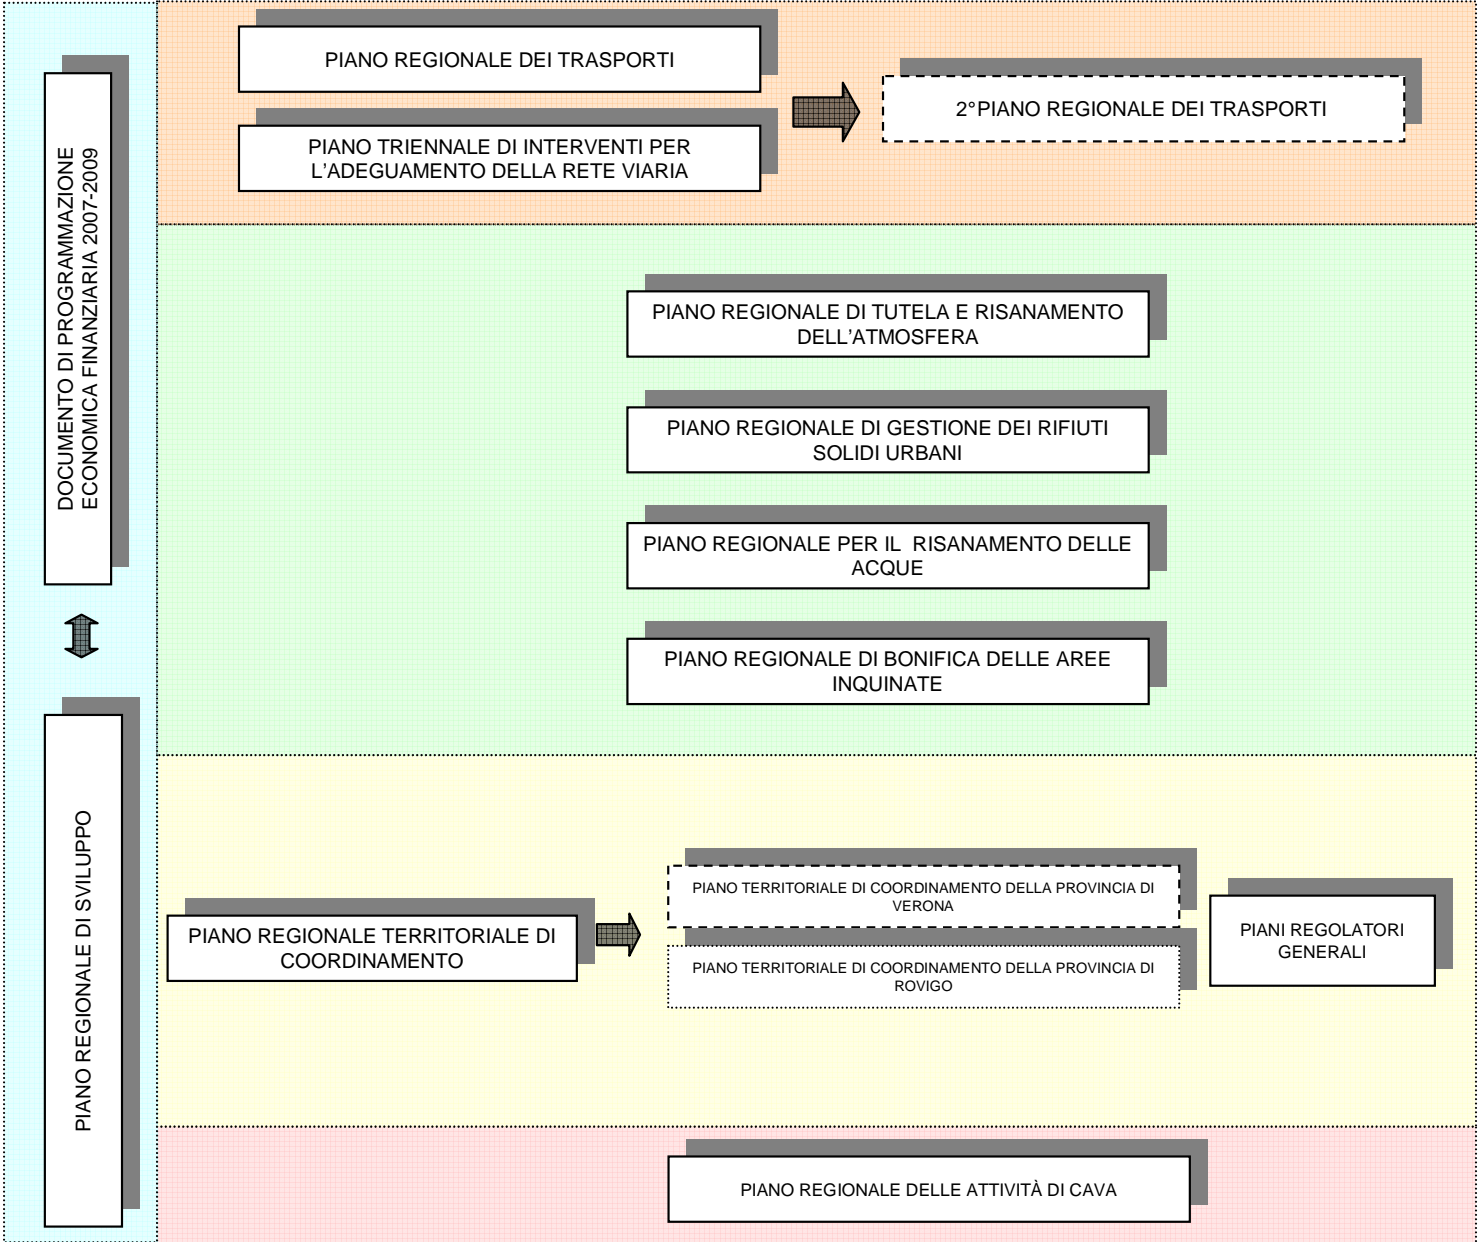 DOCUMENTO DI PROGRAMMAZIONE
ECONOMICA FINANZIARIA 2007-2009
PIANO REGIONALE DI SVILUPPO
PIANO REGIONALE DEI TRASPORTI
PIANO TRIENNALE DI INTERVENTI PER
L'ADEGUAMENTO DELLA RETE VIARIA
2°PIANO REGIONALE DEI TRASPORTI
PIANO REGIONALE DI TUTELA E RISANAMENTO
DELL'ATMOSFERA
PIANO REGIONALE DI GESTIONE DEI RIFIUTI
SOLIDI URBANI
PIANO REGIONALE PER IL  RISANAMENTO DELLE
ACQUE
PIANO REGIONALE DI BONIFICA DELLE AREE
INQUINATE
PIANO REGIONALE TERRITORIALE DI
COORDINAMENTO
PIANO TERRITORIALE DI COORDINAMENTO DELLA PROVINCIA DI
VERONA
PIANO TERRITORIALE DI COORDINAMENTO DELLA PROVINCIA DI
ROVIGO
PIANI REGOLATORI
GENERALI
PIANO REGIONALE DELLE ATTIVITÀ DI CAVA